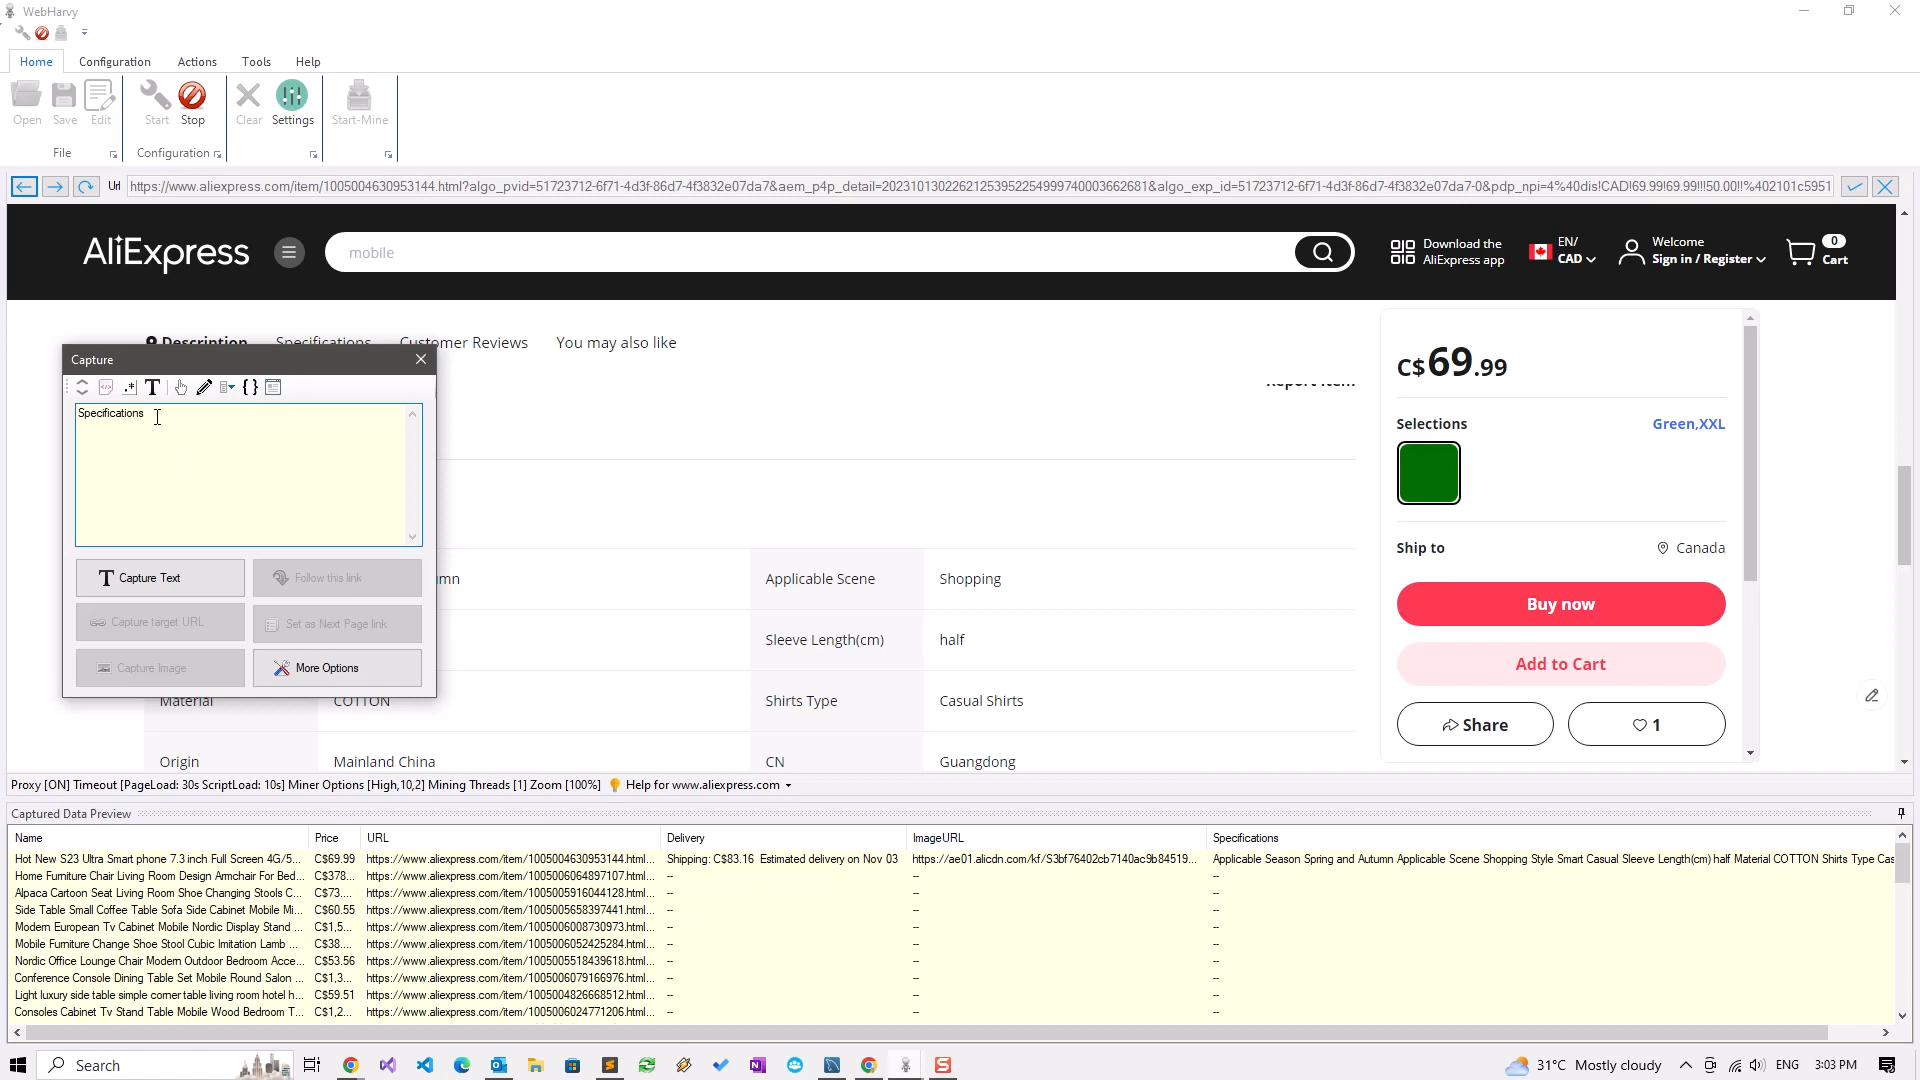 WebHarvy
Home Configuration Actions Tools Help
Open Save Edit Start Stop Clear Settings Start-Mine
File Configuration
Url https://www.aliexpress.com/item/1005004630953144.html?algo_pvid=51723712-6f71-4d3f-86d7-4f3832e07da7&aem_p4p_detail=20231013022621253952254999740003662681&algo_exp_id=51723712-6f71-4d3f-86d7-4f3832e07da7-0&pdp_npi=4%40dis!CAD!69.99!69.99!!!50.00!!%402101c5951
AliExpress
mobile
Download the
AliExpress app
EN/
CAD
Welcome
Sign in / Register
0
Cart
Description Specifications Customer Reviews You may also like
Report Item
Capture
Specifications
Capture Text Follow this link
Capture target URL Set as Next Page link
Capture Image More Options
umn Applicable Scene Shopping
Sleeve Length(cm) half
Material COTTON Shirts Type Casual Shirts
Origin Mainland China CN Guangdong
C$69.99
Selections Green,XXL
Ship to Canada
Buy now
Add to Cart
Share 1
Proxy [ON] Timeout [PageLoad: 30s ScriptLoad: 10s] Miner Options [High,10,2] Mining Threads [1] Zoom [100%] Help for www.aliexpress.com
Captured Data Preview
Name Price URL Delivery ImageURL Specifications
Hot New S23 Ultra Smart phone 7.3 inch Full Screen 4G/5... C$69.99 https://www.aliexpress.com/item/1005004630953144.html... Shipping: C$83.16 Estimated delivery on Nov 03 https://ae01.alicdn.com/kf/S3bf76402cb7140ac9b84519... Applicable Season Spring and Autumn Applicable Scene Shopping Style Smart Casual Sleeve Length(cm) half Material COTTON Shirts Type Cas
Home Furniture Chair Living Room Design Armchair For Bed... C$378... https://www.aliexpress.com/item/1005006064897107.html... -- -- --
Alpaca Cartoon Seat Living Room Shoe Changing Stools C... C$73.... https://www.aliexpress.com/item/1005005916044128.html... -- -- --
Side Table Small Coffee Table Sofa Side Cabinet Mobile Mi... C$60.55 https://www.aliexpress.com/item/1005005658397441.html... -- -- --
Modern European Tv Cabinet Mobile Nordic Display Stand ... C$1,5... https://www.aliexpress.com/item/1005006008730973.html... -- -- --
Mobile Furniture Change Shoe Stool Cubic Imitation Lamb ... C$38.... https://www.aliexpress.com/item/1005006052425284.html... -- -- --
Nordic Office Lounge Chair Modern Outdoor Bedroom Acce... C$53.56 https://www.aliexpress.com/item/1005005518439618.html... -- -- --
Conference Console Dining Table Set Mobile Round Salon ... C$1,3... https://www.aliexpress.com/item/1005006079166976.html... -- -- --
Light luxury side table simple corner table living room hotel h... C$59.51 https://www.aliexpress.com/item/1005004826668512.html... -- -- --
Consoles Cabinet Tv Stand Table Mobile Wood Bedroom T... C$1,2... https://www.aliexpress.com/item/1005006024771206.html... -- -- --
Search 31°C Mostly cloudy ENG 3:03 PM